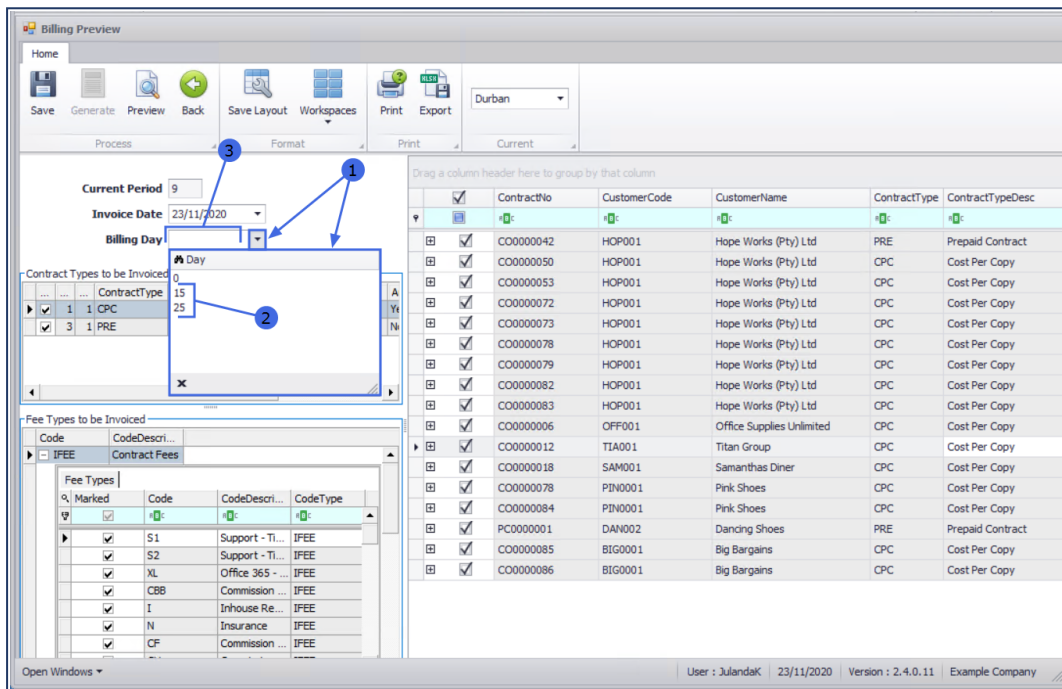 Billing Preview
Home
Save Generate Preview Back Save Layout Workspaces Print Export Durban
Process Format Print Current
3
1
Current Period 9
Invoice Date 23/11/2020
Billing Day
Day
0
15
25
2
Contract Types to be Invoiced
... ... ... ContractType A
1 1 CPC Ye
3 1 PRE
Fee Types to be Invoiced
Code CodeDescri...
IFEE Contract Fees
Fee Types
Marked Code CodeDescri... CodeType
S1 Support - Ti... IFEE
S2 Support - Ti... IFEE
XL Office 365 - ... IFEE
CBB Commission ... IFEE
I Inhouse Re... IFEE
N Insurance IFEE
CF Commission ... IFEE
Drag a column header here to group by that column
ContractNo CustomerCode CustomerName ContractType ContractTypeDesc
CO0000042 HOP001 Hope Works (Pty) Ltd PRE Prepaid Contract
CO0000050 HOP001 Hope Works (Pty) Ltd CPC Cost Per Copy
CO0000053 HOP001 Hope Works (Pty) Ltd CPC Cost Per Copy
CO0000072 HOP001 Hope Works (Pty) Ltd CPC Cost Per Copy
CO0000073 HOP001 Hope Works (Pty) Ltd CPC Cost Per Copy
CO0000078 HOP001 Hope Works (Pty) Ltd CPC Cost Per Copy
CO0000079 HOP001 Hope Works (Pty) Ltd CPC Cost Per Copy
CO0000082 HOP001 Hope Works (Pty) Ltd CPC Cost Per Copy
CO0000083 HOP001 Hope Works (Pty) Ltd CPC Cost Per Copy
CO0000006 OFF001 Office Supplies Unlimited CPC Cost Per Copy
CO0000012 TIA001 Titan Group CPC Cost Per Copy
CO0000018 SAM001 Samanthas Diner CPC Cost Per Copy
CO0000078 PIN0001 Pink Shoes CPC Cost Per Copy
CO0000084 PIN0001 Pink Shoes CPC Cost Per Copy
PC0000001 DAN002 Dancing Shoes PRE Prepaid Contract
CO0000085 BIG0001 Big Bargains CPC Cost Per Copy
CO0000086 BIG0001 Big Bargains CPC Cost Per Copy
Open Windows User : JulandaK 23/11/2020 Version : 2.4.0.11 Example Company